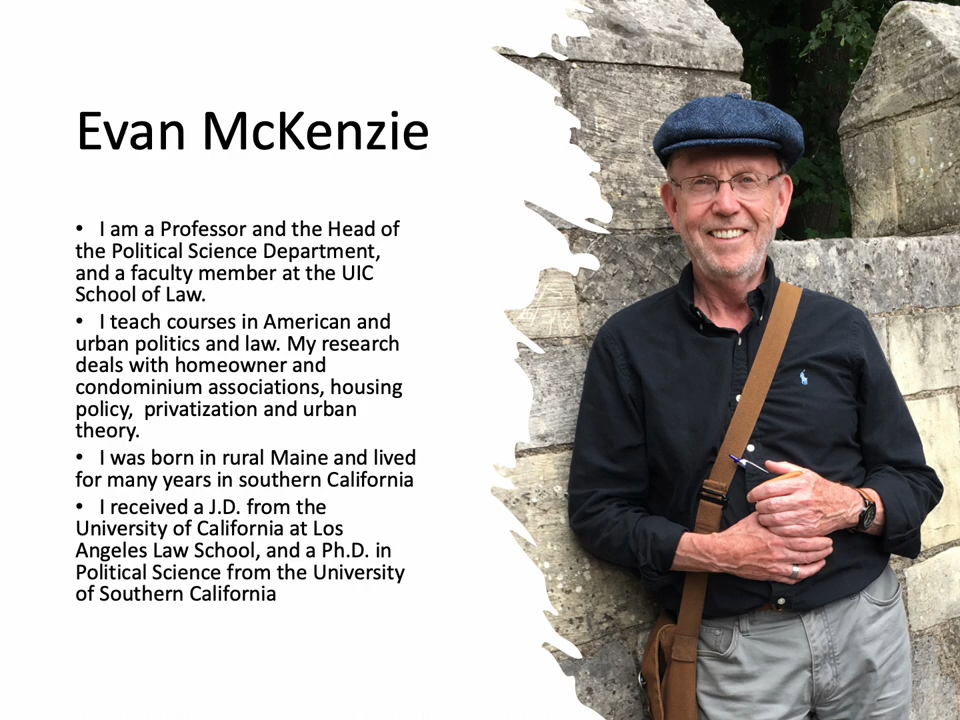 Evan McKenzie
• I am a Professor and the Head of
the Political Science Department,
and a faculty member at the UIC
School of Law.
• I teach courses in American and
urban politics and law. My research
deals with homeowner and
condominium associations, housing
policy,  privatization and urban
theory.
• I was born in rural Maine and lived
for many years in southern California
• I received a J.D. from the
University of California at Los
Angeles Law School, and a Ph.D. in
Political Science from the University
of Southern California